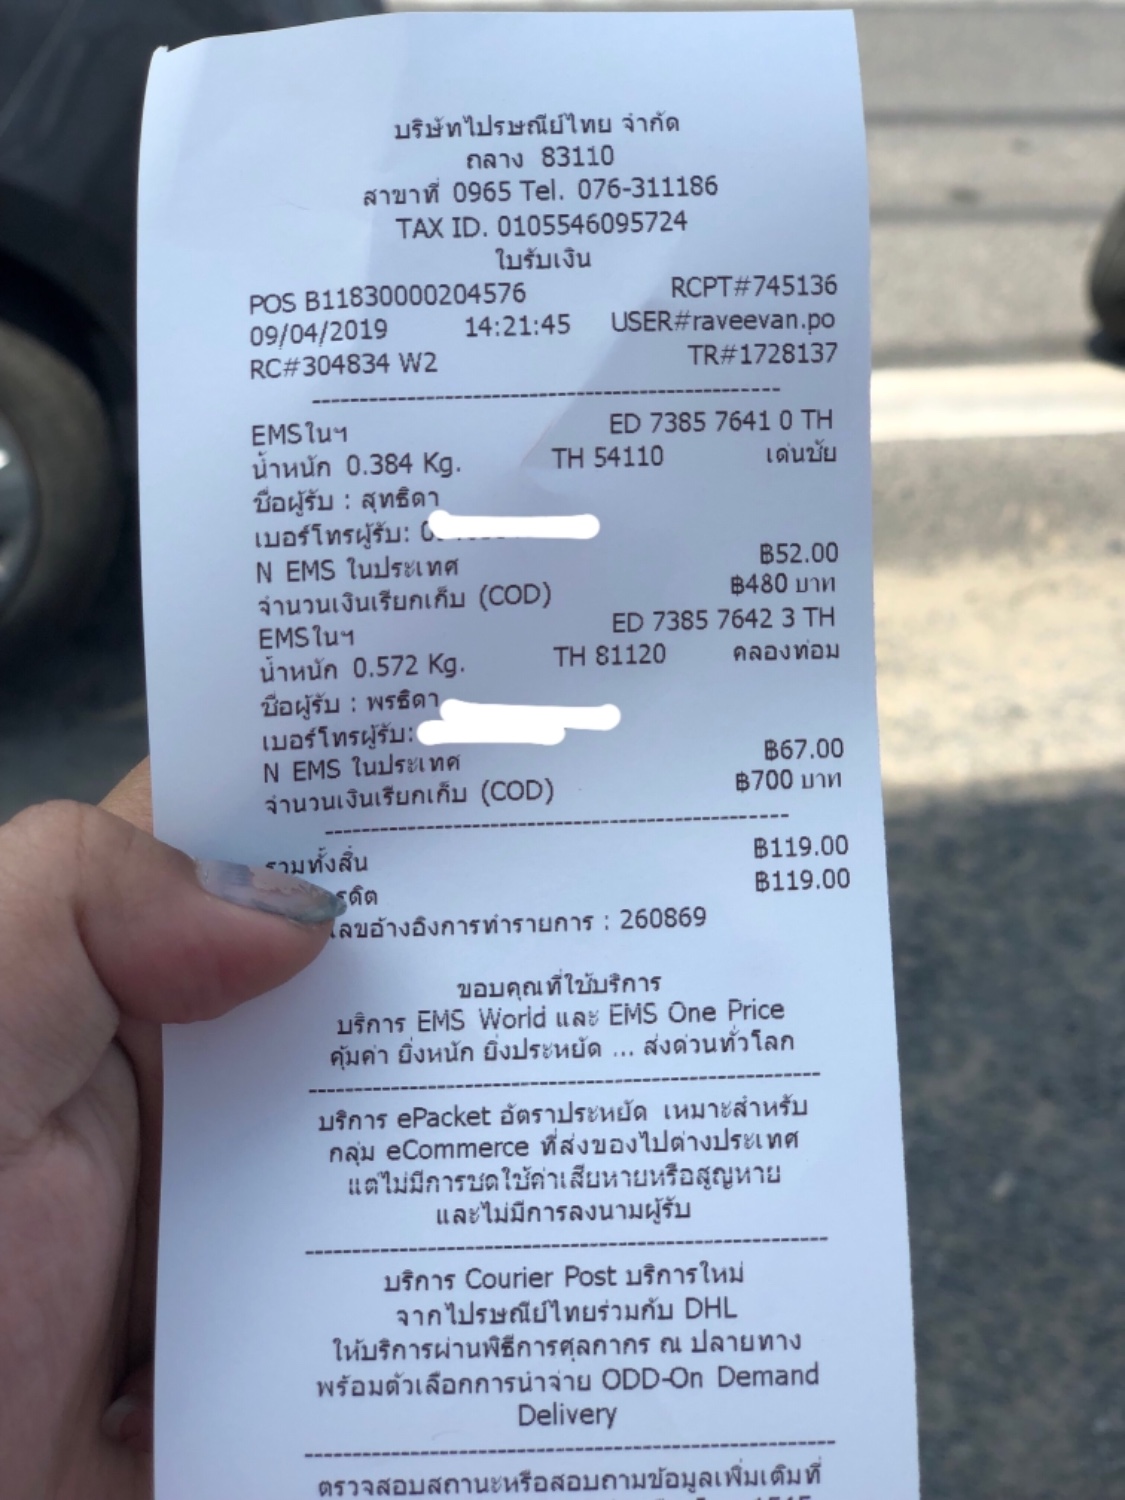 บริษัทไปรษณีย์ไทย จำกัด
ถลาง 83110
สาขาที่ 0965 Tel. 076-311186
TAX ID. 0105546095724
ใบรับเงิน
POS B11830000204576 RCPT#745136
09/04/2019 14:21:45 USER#raveevan.po
RC#304834 W2 TR#1728137
EMSในฯ ED 7385 7641 0 TH
น้ำหนัก 0.384 Kg. TH 54110 เด่นชัย
ชื่อผู้รับ : สุทธิดา
เบอร์โทรผู้รับ: 0
N EMS ในประเทศ ฿52.00
จำนวนเงินเรียกเก็บ (COD) ฿480 บาท
EMSในฯ ED 7385 7642 3 TH
น้ำหนัก 0.572 Kg. TH 81120 คลองท่อม
ชื่อผู้รับ : พรธิดา
เบอร์โทรผู้รับ:
N EMS ในประเทศ ฿67.00
จำนวนเงินเรียกเก็บ (COD) ฿700 บาท
รวมทั้งสิ้น ฿119.00
รดิต ฿119.00
เลขอ้างอิงการทำรายการ : 260869
ขอบคุณที่ใช้บริการ
บริการ EMS World และ EMS One Price
คุ้มค่า ยิ่งหนัก ยิ่งประหยัด ... ส่งด่วนทั่วโลก
บริการ ePacket อัตราประหยัด เหมาะสำหรับ
กลุ่ม eCommerce ที่ส่งของไปต่างประเทศ
แต่ไม่มีการชดใช้ค่าเสียหายหรือสูญหาย
และไม่มีการลงนามผู้รับ
บริการ Courier Post บริการใหม่
จากไปรษณีย์ไทยร่วมกับ DHL
ให้บริการผ่านพิธีการศุลกากร ณ ปลายทาง
พร้อมตัวเลือกการนำจ่าย ODD-On Demand
Delivery
ตรวจสอบสถานะหรือสอบถามข้อมูลเพิ่มเติมที่